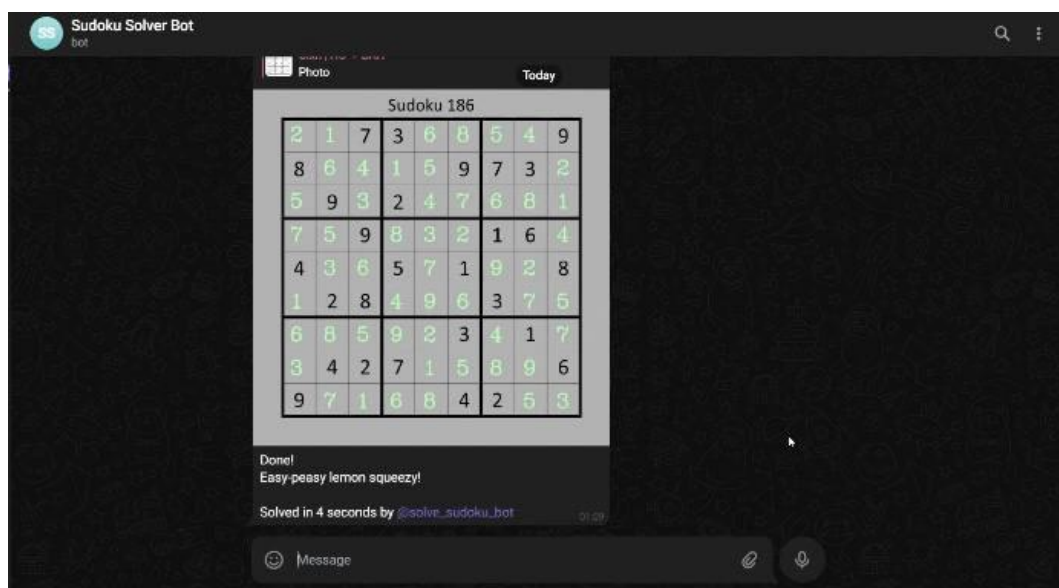 SS
Sudoku Solver Bot
bot
Photo
Today
Sudoku 186
2 1 7 3 6 8 5 4 9
8 6 4 1 5 9 7 3 2
5 9 3 2 4 7 6 8 1
7 5 9 8 3 2 1 6 4
4 3 6 5 7 1 9 2 8
1 2 8 4 9 6 3 7 5
6 8 5 9 2 3 4 1 7
3 4 2 7 1 5 8 9 6
9 7 1 6 8 4 2 5 3
Done!
Easy-peasy lemon squeezy!
Solved in 4 seconds by @solve_sudoku_bot
01:09
Message